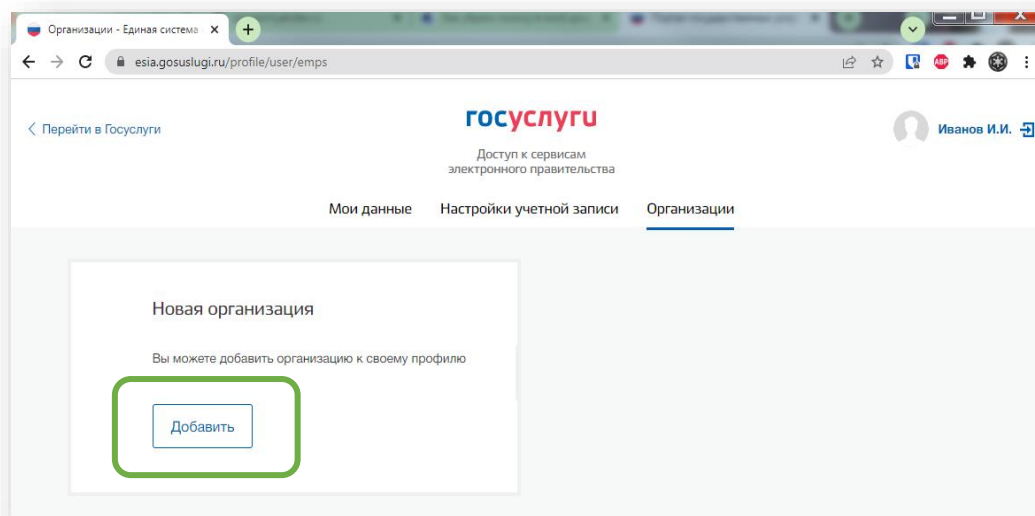 Организации - Единая система
esia.gosuslugi.ru/profile/user/emps
ABP
Перейти в Госуслуги
госуслуги
Иванов И.И.
Доступ к сервисам
электронного правительства
Мои данные Настройки учетной записи Организации
Новая организация
Вы можете добавить организацию к своему профилю
Добавить